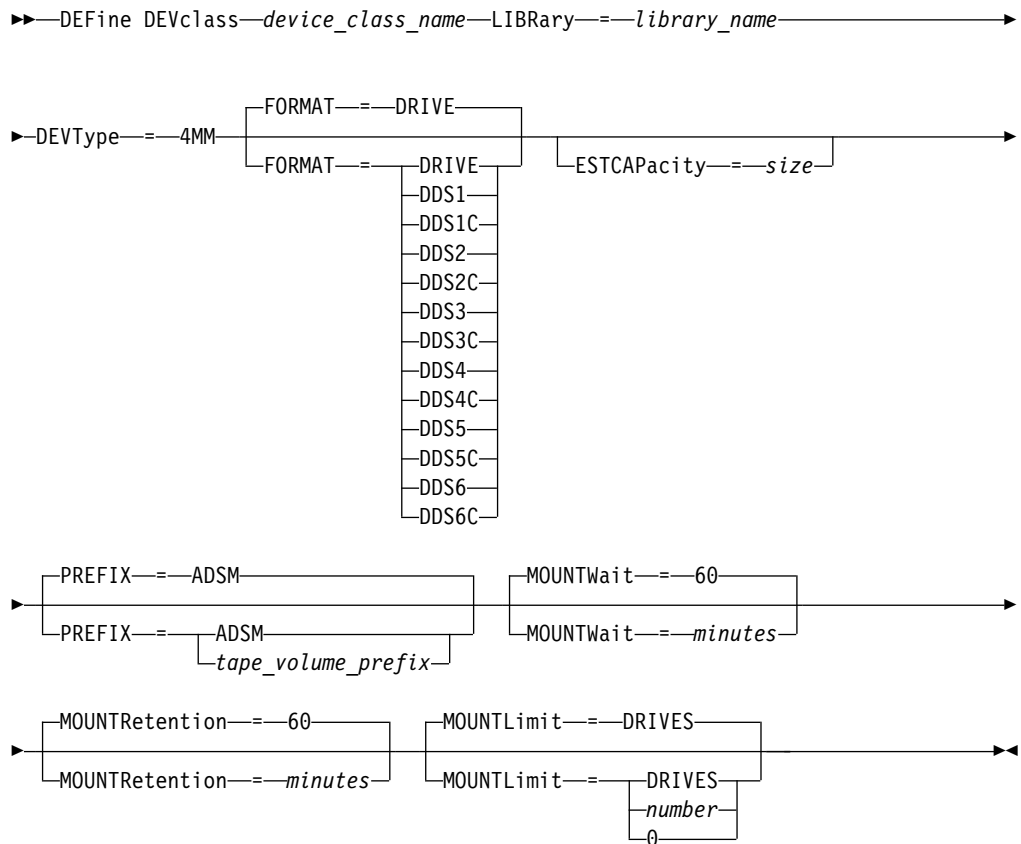 DEFine DEVclass device_class_name LIBRary = library_name
FORMAT = DRIVE
DEVType = 4MM
FORMAT = DRIVE
ESTCAPacity = size
DDS1
DDS1C
DDS2
DDS2C
DDS3
DDS3C
DDS4
DDS4C
DDS5
DDS5C
DDS6
DDS6C
PREFIX = ADSM
MOUNTWait = 60
PREFIX = ADSM
MOUNTWait = minutes
tape_volume_prefix
MOUNTRetention = 60
MOUNTLimit = DRIVES
MOUNTRetention = minutes
MOUNTLimit = DRIVES
number
0